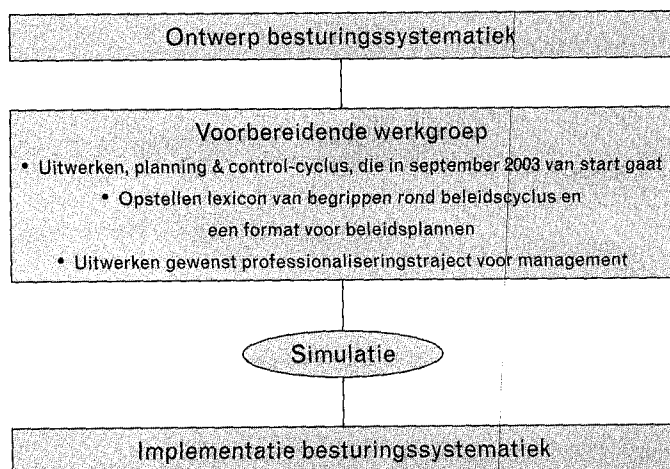 Ontwerp besturingssystematiek
Voorbereidende werkgroep
• Uitwerken, planning & control-cyclus, die in september 2003 van start gaat
• Opstellen lexicon van begrippen rond beleidscyclus en
een format voor beleidsplannen
• Uitwerken gewenst professionaliseringstraject voor management
Simulatie
Implementatie besturingssystematiek